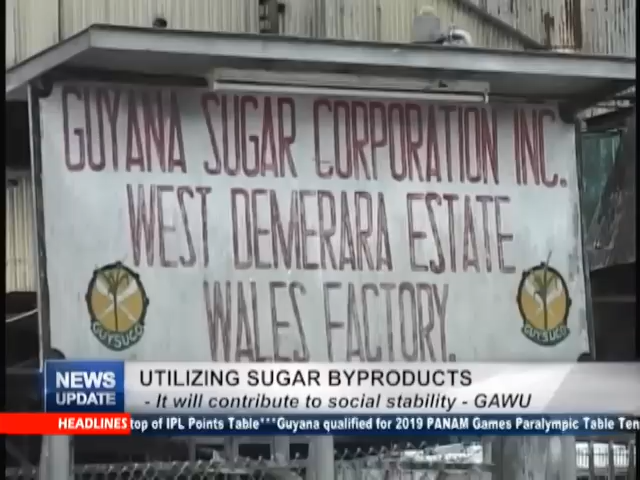 GUYANA SUGAR CORPORATION INC.
WEST DEMERARA ESTATE
WALES FACTORY.
GUYSUCO
GUYSUCO
NEWS UPDATE
UTILIZING SUGAR BYPRODUCTS
- It will contribute to social stability - GAWU
HEADLINES top of IPL Points Table***Guyana qualified for 2019 PANAM Games Paralympic Table Ten